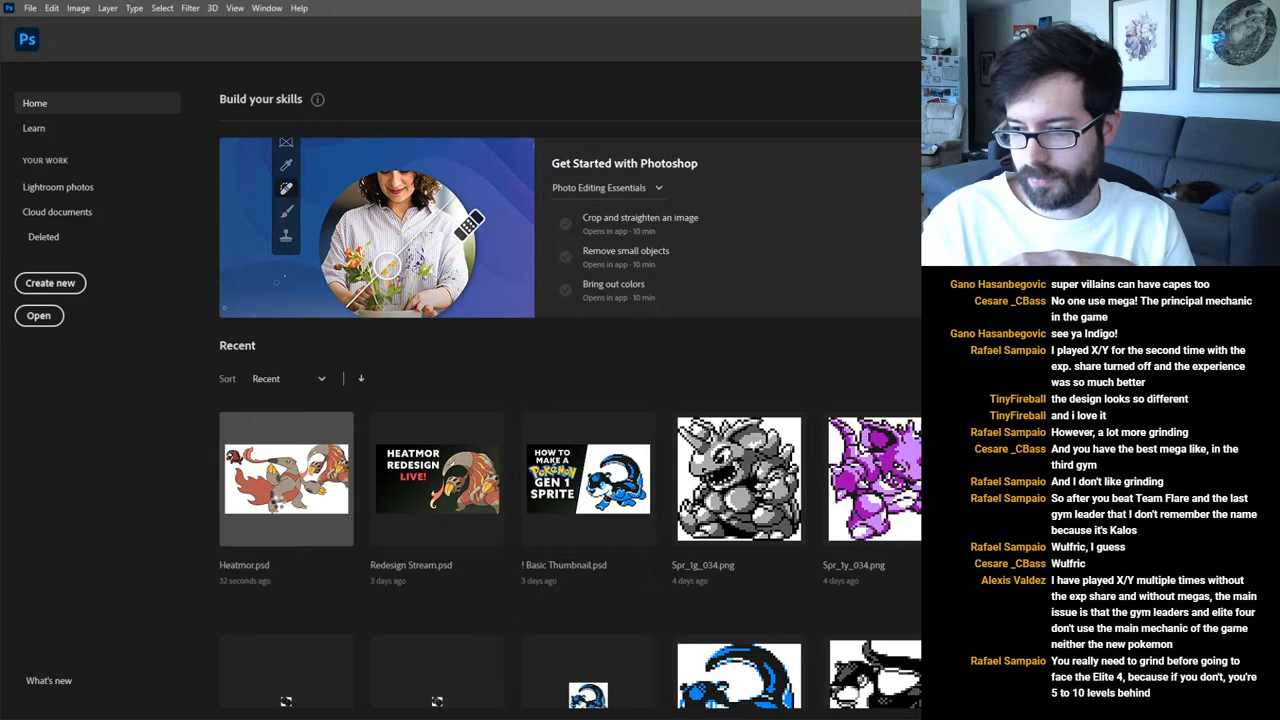 Ps File Edit Image Layer Type Select Filter 3D View Window Help
Ps
Home
Learn
YOUR WORK
Lightroom photos
Cloud documents
Deleted
Create new
Open
What's new
Build your skills
Get Started with Photoshop
Photo Editing Essentials
Crop and straighten an image
Opens in app · 10 min
Remove small objects
Opens in app · 10 min
Bring out colors
Opens in app · 10 min
Recent
Sort Recent
HEATMOR
REDESIGN
LIVE!
HOW TO
MAKE A
POKéMON
GEN 1
SPRITE
Heatmor.psd
32 seconds ago
Redesign Stream.psd
3 days ago
! Basic Thumbnail.psd
3 days ago
Spr_1g_034.png
4 days ago
Spr_1y_034.png
4 days ago
Gano Hasanbegovic super villains can have capes too
Cesare _CBass No one use mega! The principal mechanic
in the game
Gano Hasanbegovic see ya Indigo!
Rafael Sampaio I played X/Y for the second time with the
exp. share turned off and the experience
was so much better
TinyFireball the design looks so different
TinyFireball and i love it
Rafael Sampaio However, a lot more grinding
Cesare _CBass And you have the best mega like, in the
third gym
Rafael Sampaio And I don't like grinding
Rafael Sampaio So after you beat Team Flare and the last
gym leader that I don't remember the name
because it's Kalos
Rafael Sampaio Wulfric, I guess
Cesare _CBass Wulfric
Alexis Valdez I have played X/Y multiple times without
the exp share and without megas, the main
issue is that the gym leaders and elite four
don't use the main mechanic of the game
neither the new pokemon
Rafael Sampaio You really need to grind before going to
face the Elite 4, because if you don't, you're
5 to 10 levels behind